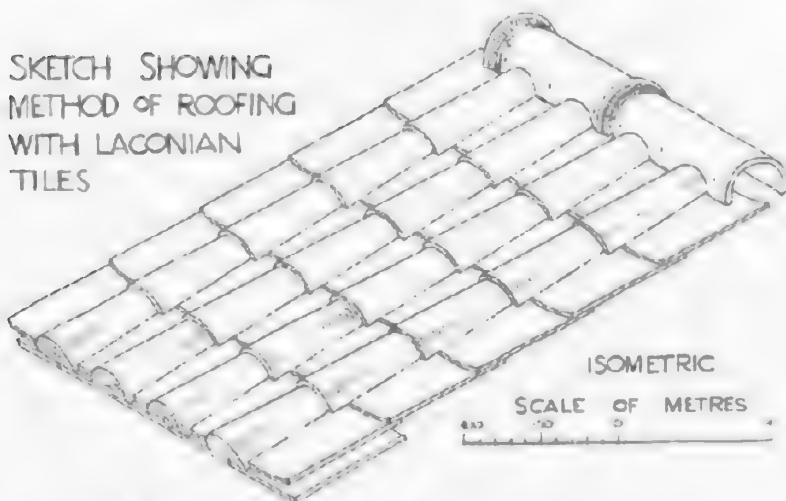 SKETCH SHOWING
METHOD OF ROOFING
WITH LACONIAN
TILES
ISOMETRIC
SCALE OF METRES